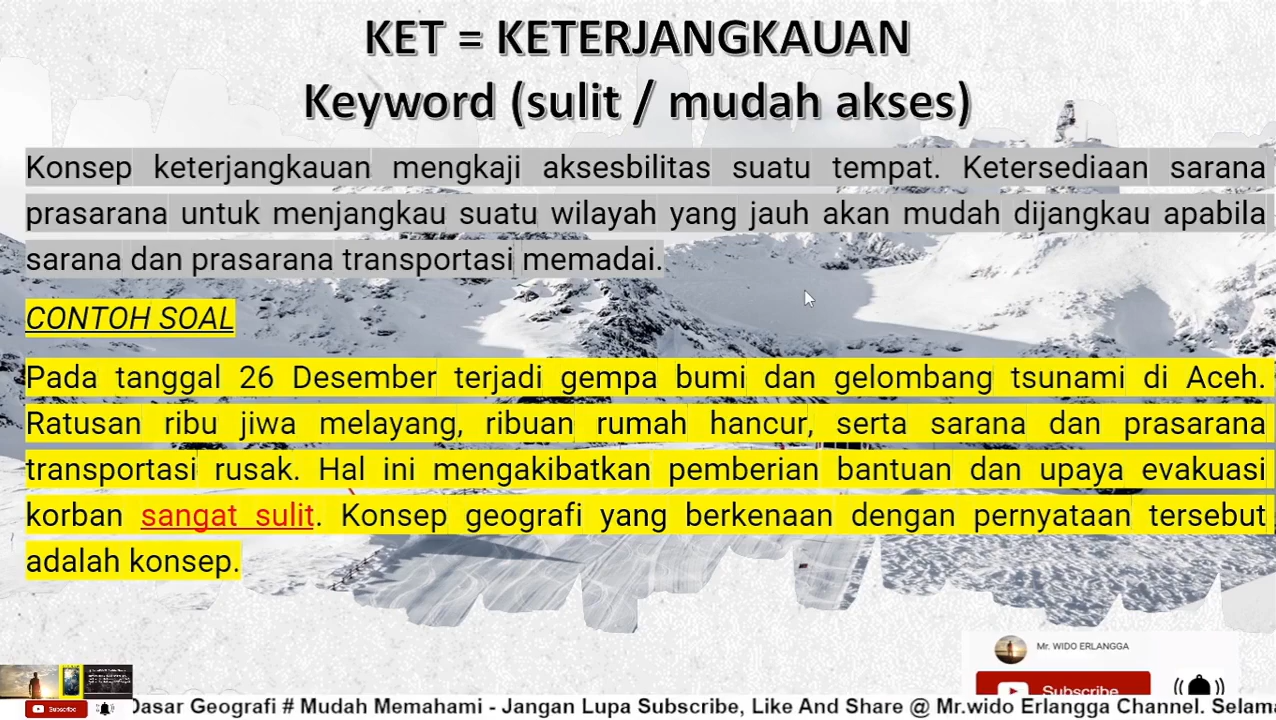 KET = KETERJANGKAUAN
Keyword (sulit / mudah akses)
Konsep keterjangkauan mengkaji aksesbilitas suatu tempat. Ketersediaan sarana
prasarana untuk menjangkau suatu wilayah yang jauh akan mudah dijangkau apabila
sarana dan prasarana transportasi memadai.
CONTOH SOAL
Pada tanggal 26 Desember terjadi gempa bumi dan gelombang tsunami di Aceh.
Ratusan ribu jiwa melayang, ribuan rumah hancur, serta sarana dan prasarana
transportasi rusak. Hal ini mengakibatkan pemberian bantuan dan upaya evakuasi
korban sangat sulit. Konsep geografi yang berkenaan dengan pernyataan tersebut
adalah konsep.
Mr. WIDO ERLANGGA
Subscribe
Subscribe
Dasar Geografi # Mudah Memahami - Jangan Lupa Subscribe, Like And Share @ Mr.wido Erlangga Channel. Selama